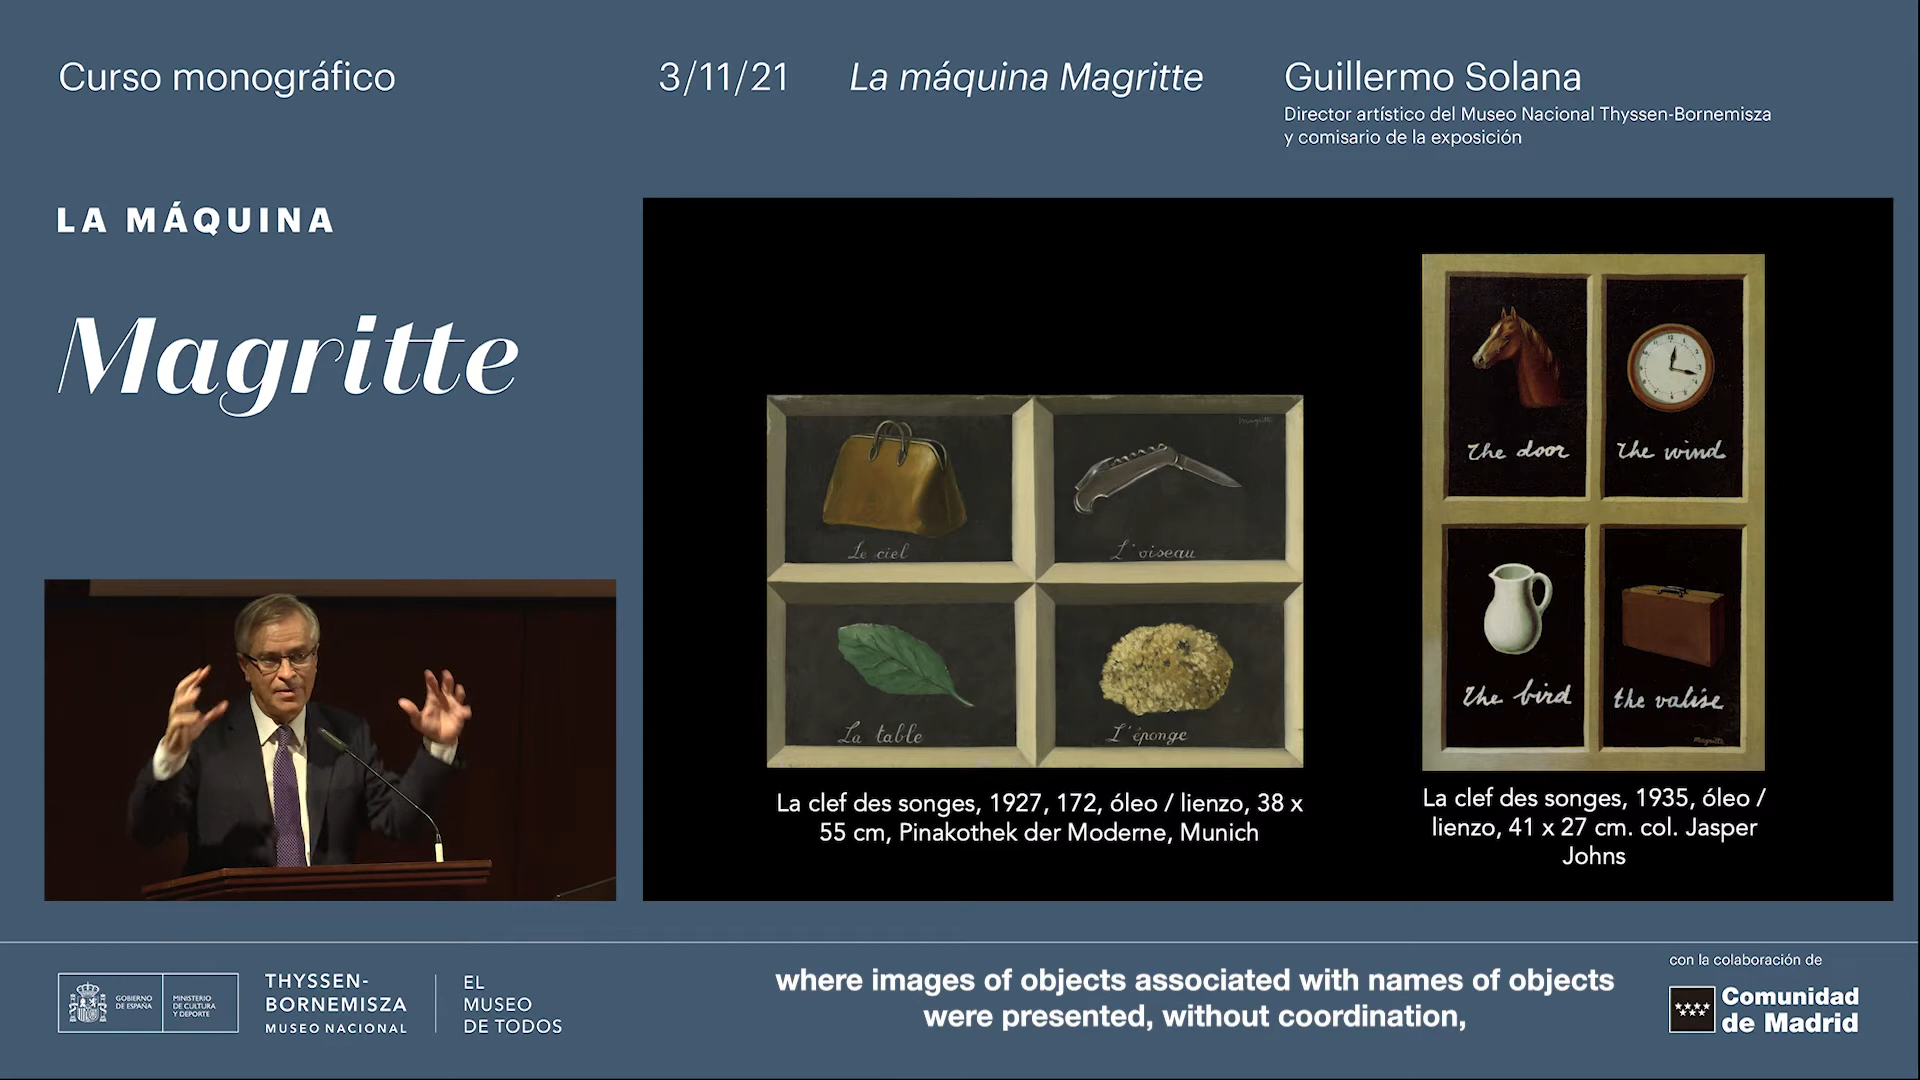 Curso monográfico
3/11/21
La máquina Magritte
Guillermo Solana
Director artístico del Museo Nacional Thyssen-Bornemisza
y comisario de la exposición
LA MÁQUINA
Magritte
Le ciel
Magritte
L'oiseau
La table
L'éponge
La clef des songes, 1927, 172, óleo / lienzo, 38 x
55 cm, Pinakothek der Moderne, Munich
The door
The wind
The bird
the valise
Magritte
La clef des songes, 1935, óleo /
lienzo, 41 x 27 cm. col. Jasper
Johns
where images of objects associated with names of objects
were presented, without coordination,
GOBIERNO
DE ESPAÑA
MINISTERIO
DE CULTURA
Y DEPORTE
THYSSEN-
BORNEMISZA
MUSEO NACIONAL
EL
MUSEO
DE TODOS
con la colaboración de
Comunidad
de Madrid